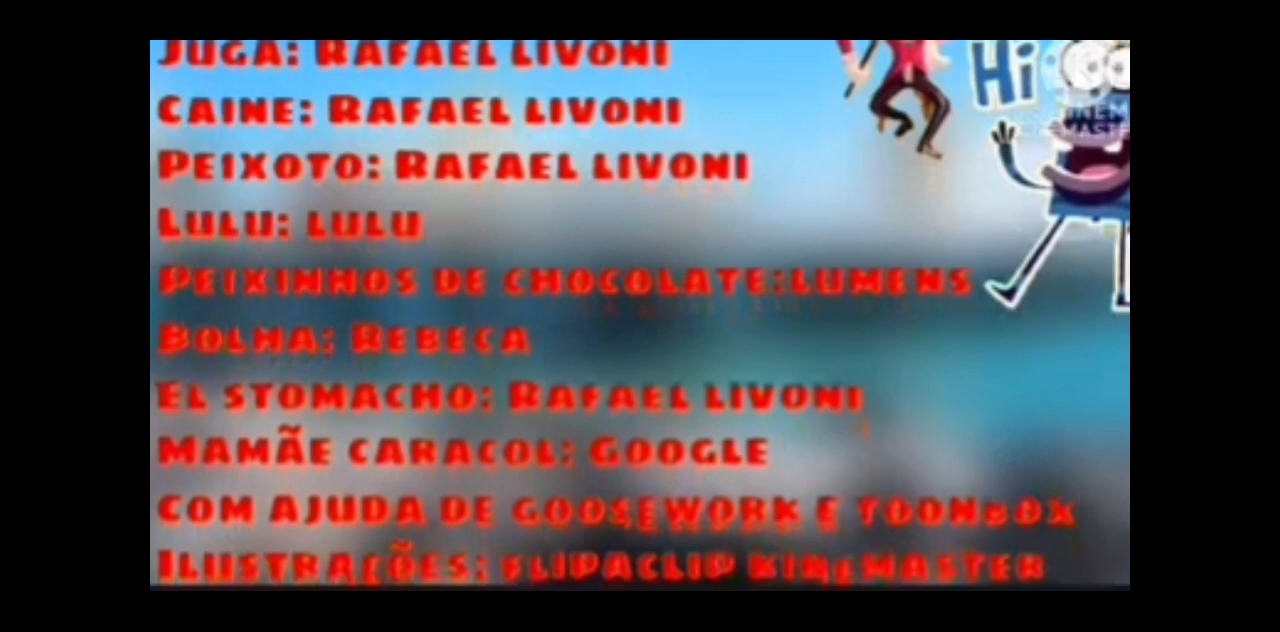 Juga: Rafael livoni
Caine: Rafael livoni
Peixoto: Rafael livoni
Lulu: lulu
Peixinhos de chocolate:lumens
Bolha: Rebeca
El stomacho: Rafael livoni
Mamãe caracol: Google
com ajuda de goosework e toonbox
Ilustrações: flipaclip kinemaster
Hi